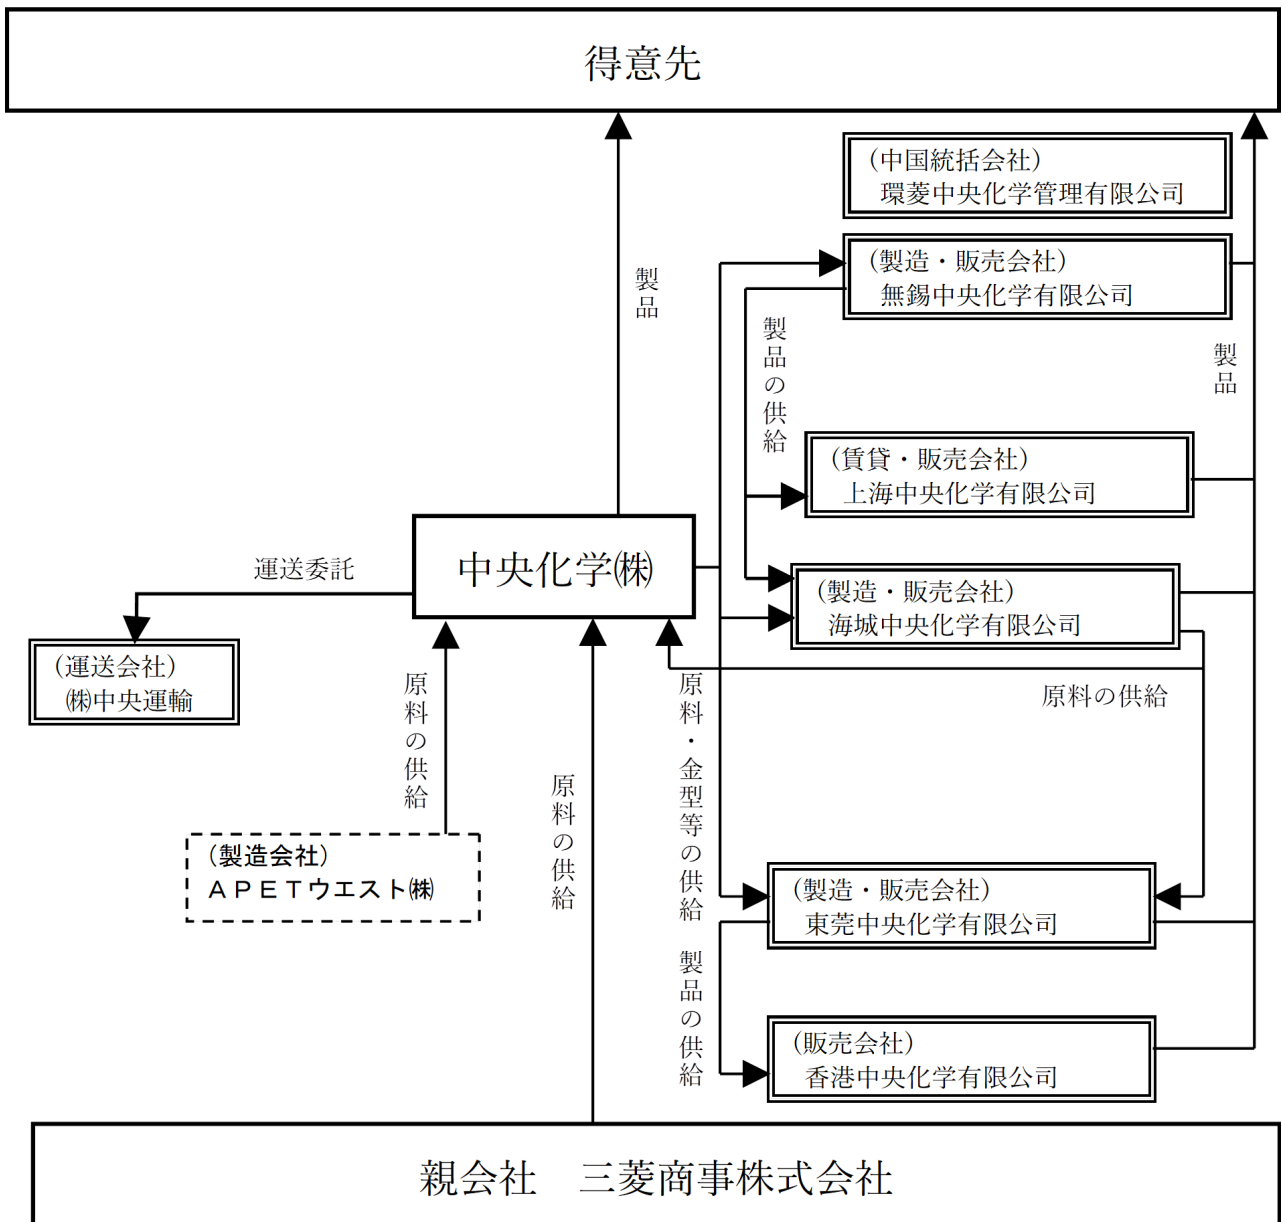 得意先
（中国統括会社）
環菱中央化学管理有限公司
（製造・販売会社）
無錫中央化学有限公司
製品
製品の供給
製品
（賃貸・販売会社）
上海中央化学有限公司
中央化学㈱
運送委託
（製造・販売会社）
海城中央化学有限公司
（運送会社）
㈱中央運輸
原料の供給
原料の供給
原料・金型等の供給
原料の供給
（製造会社）
ＡＰＥＴウエスト㈱
（製造・販売会社）
東莞中央化学有限公司
製品の供給
（販売会社）
香港中央化学有限公司
親会社　三菱商事株式会社